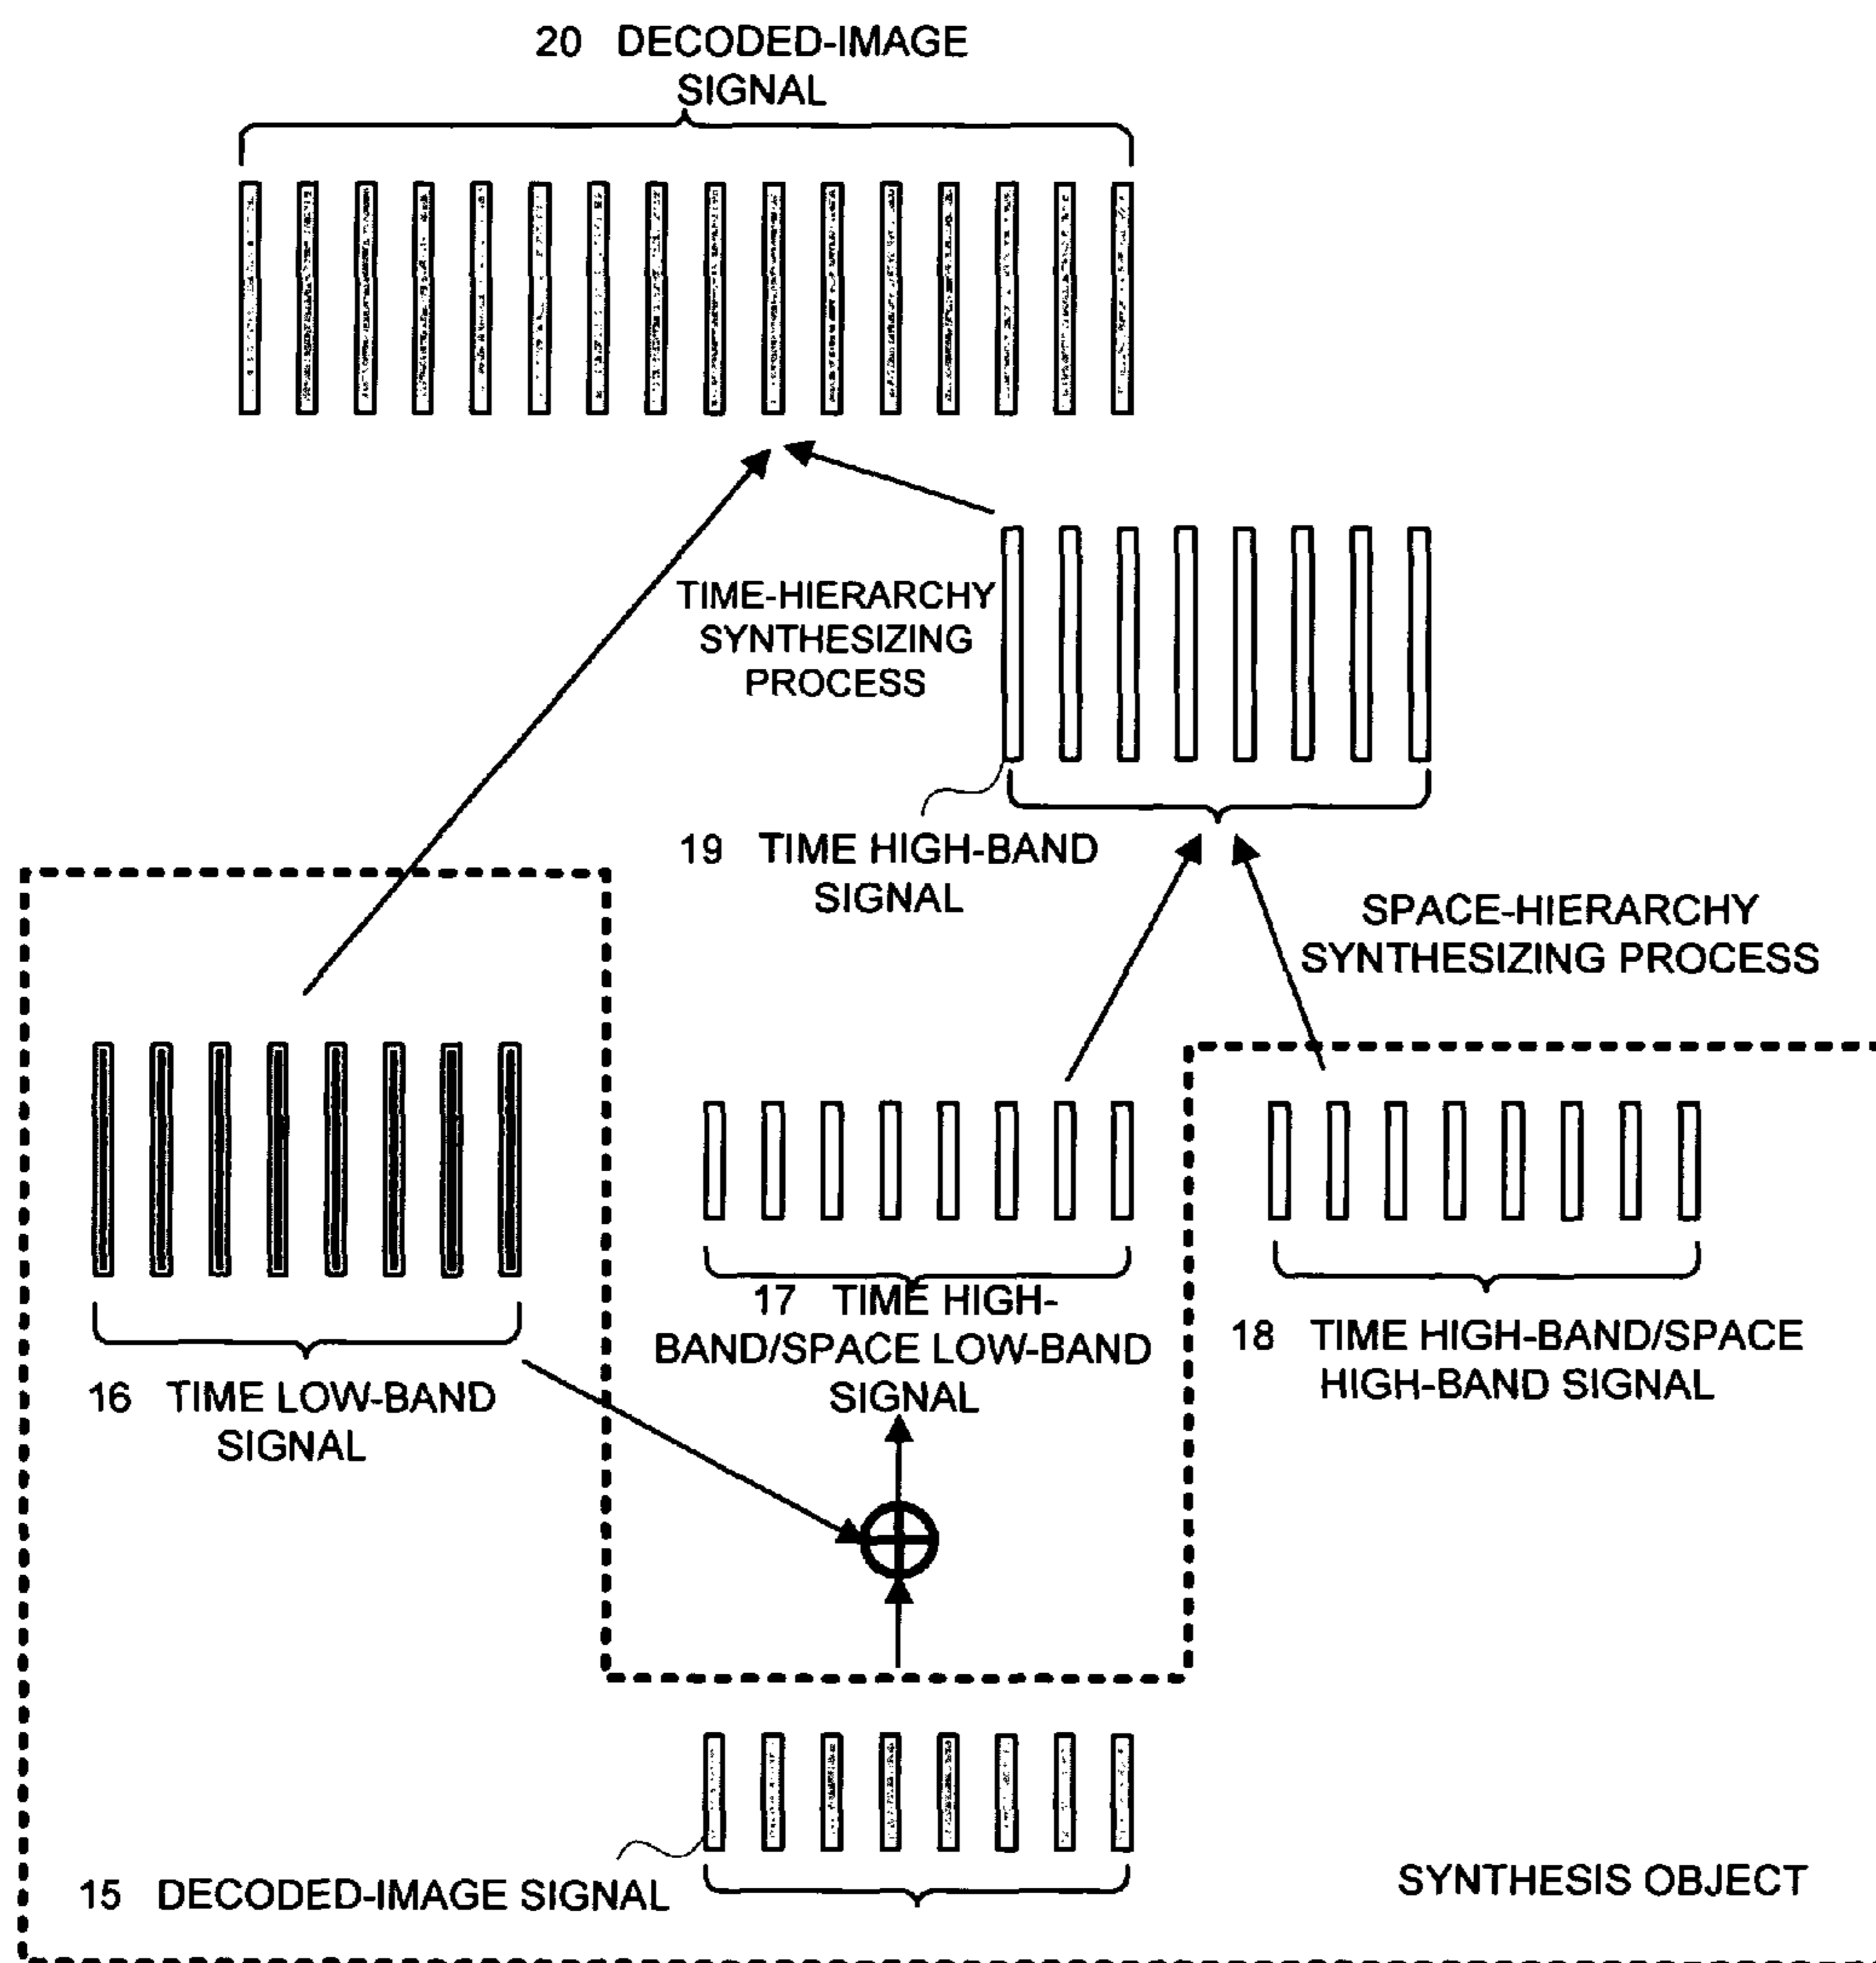 20 DECODED-IMAGE
SIGNAL
TIME-HIERARCHY
SYNTHESIZING
PROCESS
19 TIME HIGH-BAND
SIGNAL
SPACE-HIERARCHY
SYNTHESIZING PROCESS
17 TIME HIGH-
BAND/SPACE LOW-BAND
SIGNAL
18 TIME HIGH-BAND/SPACE
HIGH-BAND SIGNAL
16 TIME LOW-BAND
SIGNAL
15 DECODED-IMAGE SIGNAL
SYNTHESIS OBJECT